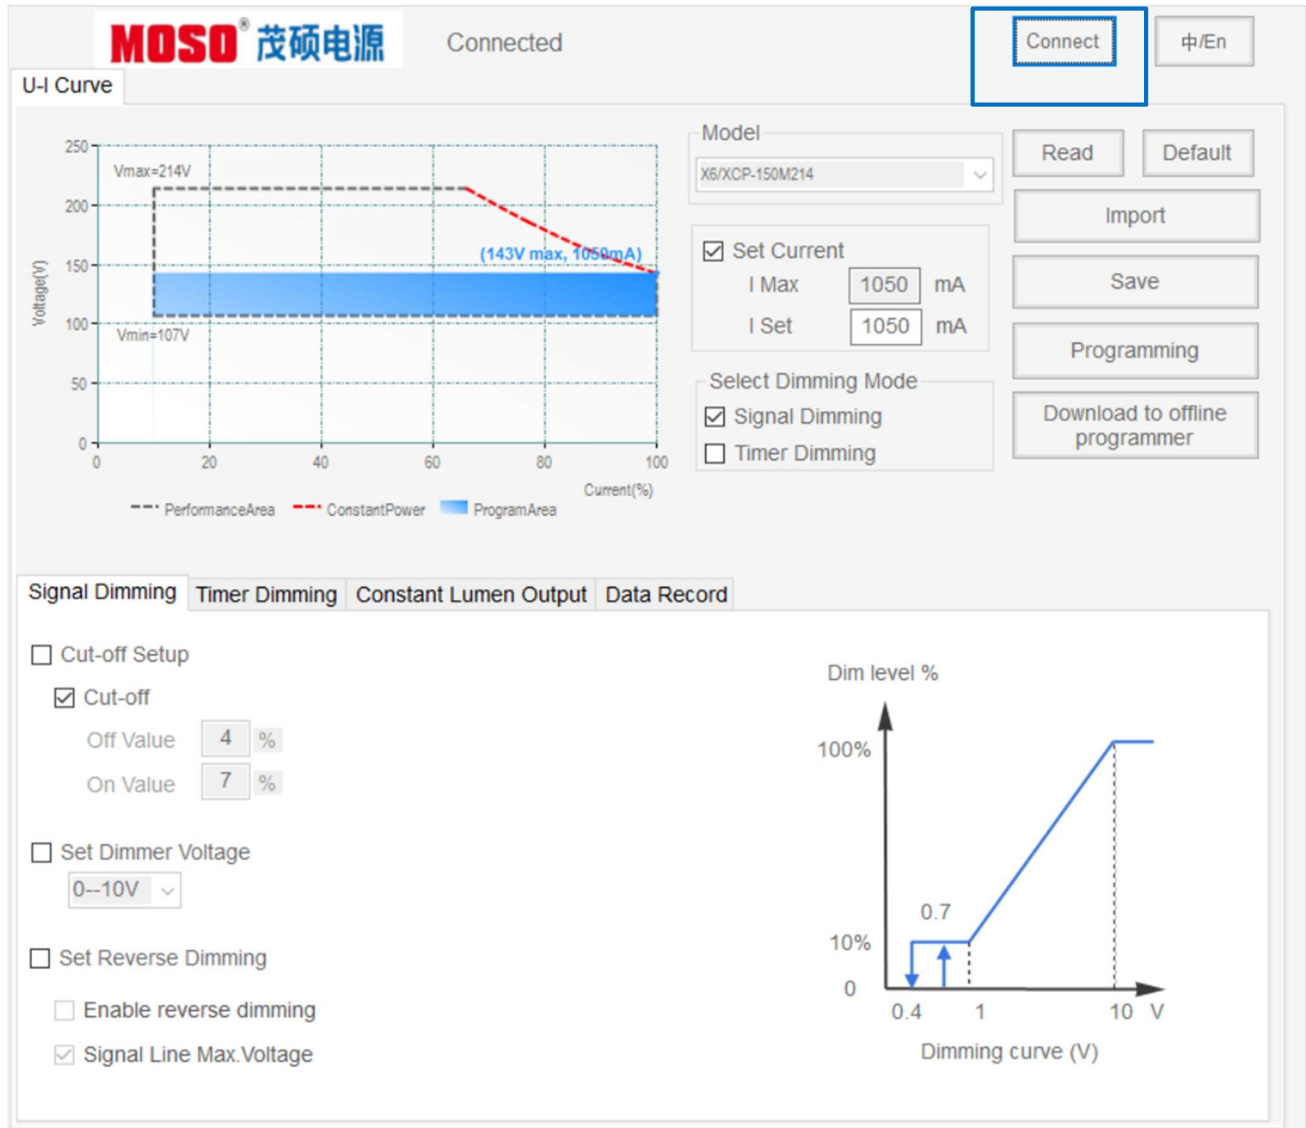 MOSO® 茂硕电源
Connected
Connect
中/En
U-I Curve
250
200
150
100
50
0
Voltage(V)
Vmax=214V
(143V max, 1050mA)
Vmin=107V
0 20 40 60 80 100
Current(%)
PerformanceArea ConstantPower ProgramArea
Model
X6/XCP-150M214
Set Current
I Max 1050 mA
I Set 1050 mA
Select Dimming Mode
Signal Dimming
Timer Dimming
Read Default
Import
Save
Programming
Download to offline
programmer
Signal Dimming Timer Dimming Constant Lumen Output Data Record
Cut-off Setup
Cut-off
Off Value 4 %
On Value 7 %
Set Dimmer Voltage
0--10V
Set Reverse Dimming
Enable reverse dimming
Signal Line Max.Voltage
Dim level %
100%
0.7
10%
0
0.4 1 10 V
Dimming curve (V)